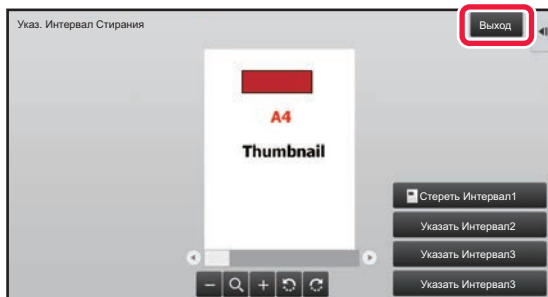 Указ. Интервал Стирания
Выход
A4
Thumbnail
Стереть Интервал1
Указать Интервал2
Указать Интервал3
Указать Интервал3